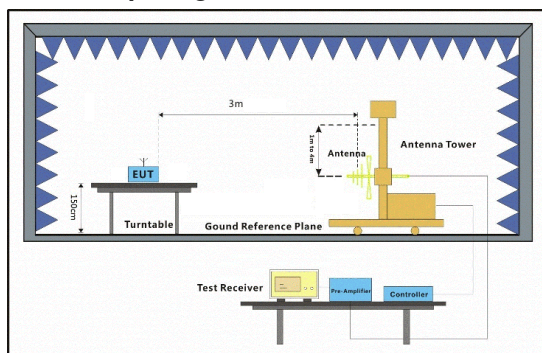 3m
1m to 4m
Antenna
Antenna Tower
EUT
150cm
Turntable
Gound Reference Plane
Test Receiver
Pre-Amplifier
Controller